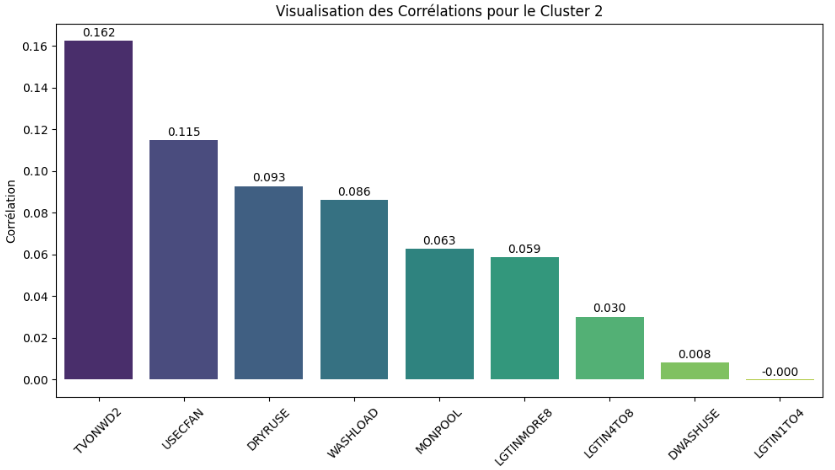 Visualisation des Corrélations pour le Cluster 2
0.162
0.16
0.14
0.115
0.12
0.093
0.10
0.086
0.08
0.063
0.059
0.06
0.04
0.030
0.02
0.008
-0.000
0.00
Corrélation
TVONWD2
USECFAN
DRYRUSE
WASHLOAD
MONPOOL
LGTINMORE8
LGTIN4TO8
DWASHUSE
LGTIN1TO4